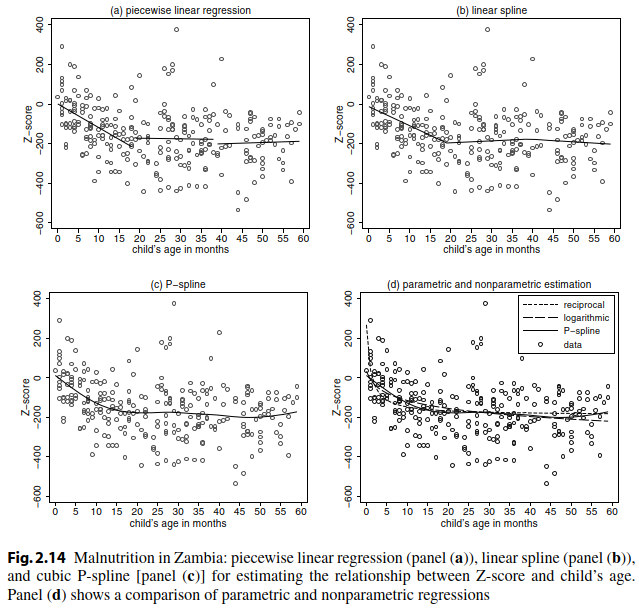 (a) piecewise linear regression
(b) linear spline
Z−score
400
200
0
−200
−400
−600
0 5 10 15 20 25 30 35 40 45 50 55 60
child's age in months
Z−score
400
200
0
−200
−400
−600
0 5 10 15 20 25 30 35 40 45 50 55 60
child's age in months
(c) P−spline
(d) parametric and nonparametric estimation
Z−score
400
200
0
−200
−400
−600
0 5 10 15 20 25 30 35 40 45 50 55 60
child's age in months
Z−score
400
200
0
−200
−400
−600
0 5 10 15 20 25 30 35 40 45 50 55 60
child's age in months
reciprocal
logarithmic
P−spline
data
Fig. 2.14 Malnutrition in Zambia: piecewise linear regression (panel (a)), linear spline (panel (b)),
and cubic P-spline [panel (c)] for estimating the relationship between Z-score and child's age.
Panel (d) shows a comparison of parametric and nonparametric regressions